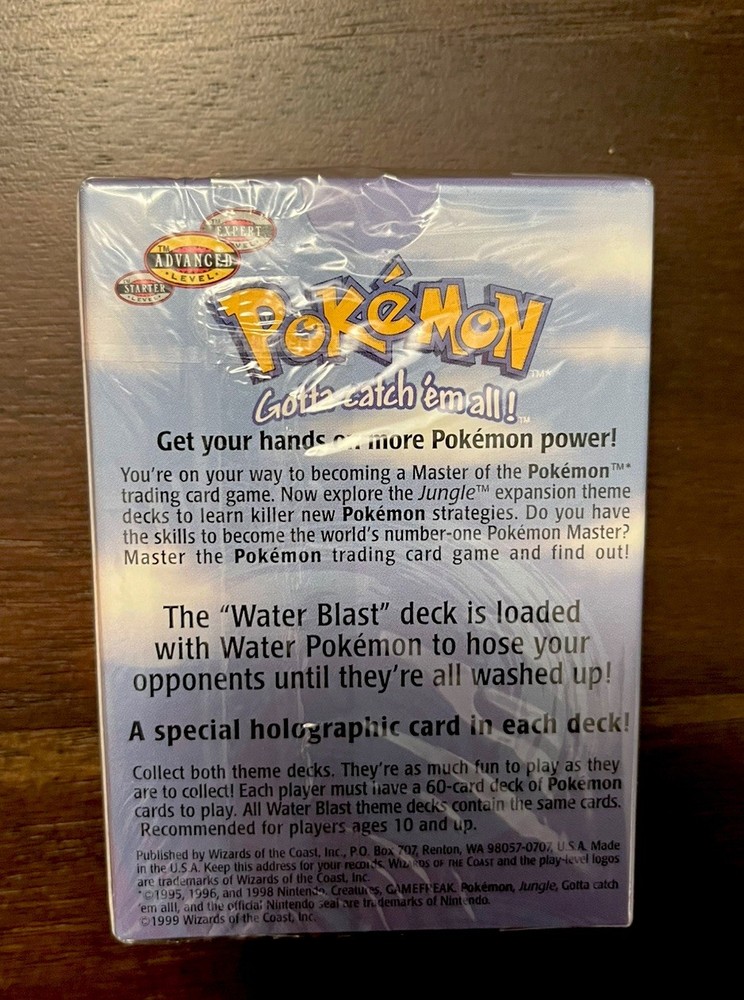 TM
EXPERT
LEVEL
TM
ADVANCED
• LEVEL •
STARTER
• LEVEL •
POKéMON
TM
Gotta catch 'em all!
TM
Get your hands on more Pokémon power!
You're on your way to becoming a Master of the Pokémon™*
trading card game. Now explore the Jungle™ expansion theme
decks to learn killer new Pokémon strategies. Do you have
the skills to become the world's number-one Pokémon Master?
Master the Pokémon trading card game and find out!
The "Water Blast" deck is loaded
with Water Pokémon to hose your
opponents until they're all washed up!
A special holographic card in each deck!
Collect both theme decks. They're as much fun to play as they
are to collect! Each player must have a 60-card deck of Pokémon
cards to play. All Water Blast theme decks contain the same cards.
Recommended for players ages 10 and up.
Published by Wizards of the Coast, Inc., P.O. Box 707, Renton, WA 98057-0707, U.S.A. Made
in the U.S.A. Keep this address for your records. WIZARDS OF THE COAST and the play-level logos
are trademarks of Wizards of the Coast, Inc.
*©1995, 1996, and 1998 Nintendo, Creatures, GAMEFREAK. Pokémon, Jungle, Gotta catch
'em all!, and the official Nintendo seal are trademarks of Nintendo.
©1999 Wizards of the Coast, Inc.